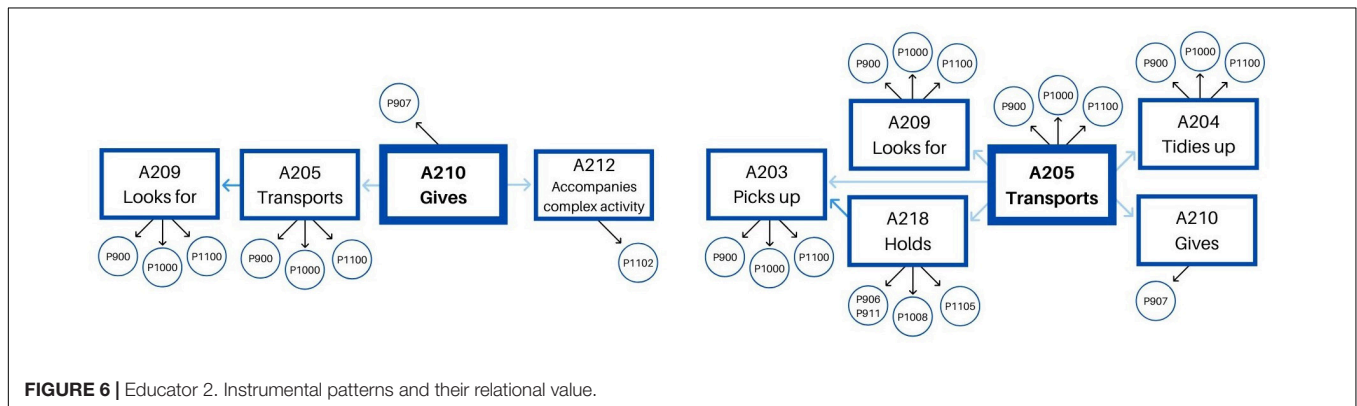 P907
A209
Looks for
A205
Transports
A210
Gives
A212
Accompanies
complex activity
P900
P1000
P1100
P900
P1000
P1100
P1102
P900
P1000
P1100
P900
P1000
P1100
P900
P1000
P1100
A209
Looks for
A204
Tidies up
A203
Picks up
A205
Transports
A218
Holds
A210
Gives
P900
P1000
P1100
P906
P911
P1008
P1105
P907
FIGURE 6 | Educator 2. Instrumental patterns and their relational value.